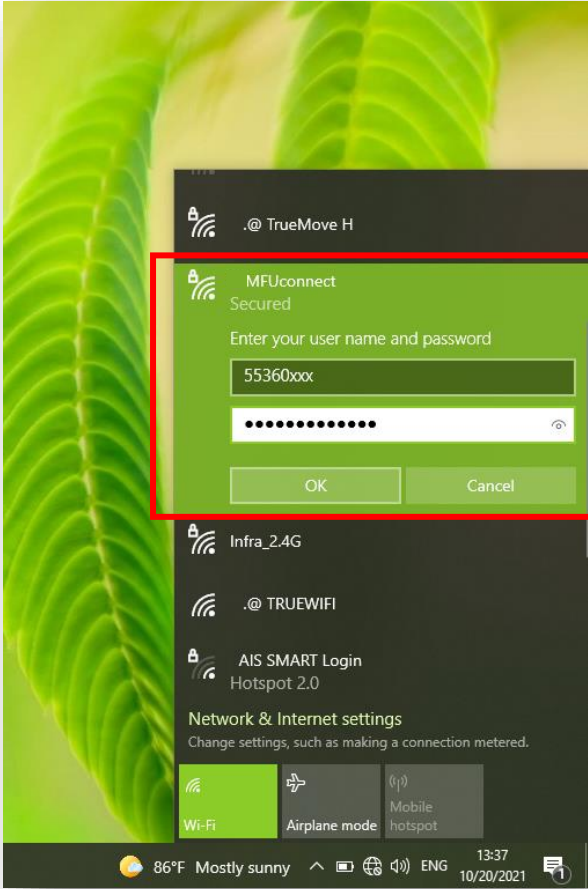 .@ TrueMove H
MFUconnect
Secured
Enter your user name and password
55360xxx
•••••••••••••
OK Cancel
Infra_2.4G
.@ TRUEWIFI
AIS SMART Login
Hotspot 2.0
Network & Internet settings
Change settings, such as making a connection metered.
Wi-Fi
Airplane mode
Mobile
hotspot
86°F Mostly sunny ENG
13:37
10/20/2021
1